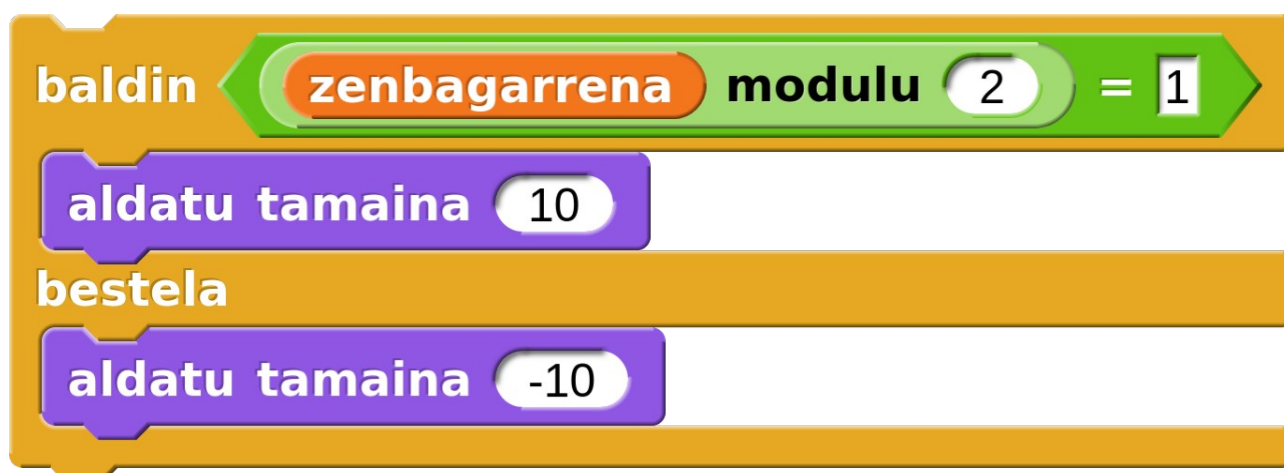 baldin zenbagarrena modulu 2 = 1
aldatu tamaina 10
bestela
aldatu tamaina -10